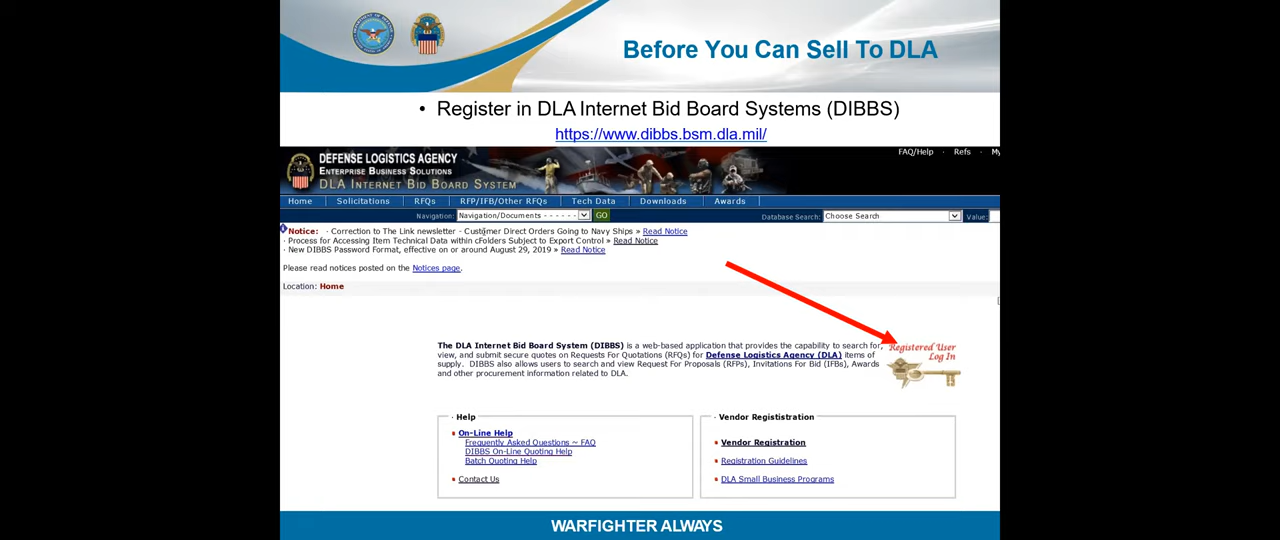 Before You Can Sell To DLA
• Register in DLA Internet Bid Board Systems (DIBBS)
https://www.dibbs.bsm.dla.mil/
DEFENSE LOGISTICS AGENCY
ENTERPRISE BUSINESS SOLUTIONS
DLA INTERNET BID BOARD SYSTEM
FAQ/Help · Refs · My
Home | Solicitations | RFQs | RFP/IFB/Other RFQs | Tech Data | Downloads | Awards |
Navigation: Navigation/Documents - - - - - - GO Database Search: Choose Search Value:
Notice: · Correction to The Link newsletter - Customer Direct Orders Going to Navy Ships » Read Notice
· Process for Accessing Item Technical Data within cFolders Subject to Export Control » Read Notice
· New DIBBS Password Format, effective on or around August 29, 2019 » Read Notice
Please read notices posted on the Notices page.
Location: Home
The DLA Internet Bid Board System (DIBBS) is a web-based application that provides the capability to search for,
view, and submit secure quotes on Requests For Quotations (RFQs) for Defense Logistics Agency (DLA) items of
supply. DIBBS also allows users to search and view Request For Proposals (RFPs), Invitations For Bid (IFBs), Awards
and other procurement information related to DLA.
Registered User
Log In
· Help
On-Line Help
Frequently Asked Questions ~ FAQ
DIBBS On-Line Quoting Help
Batch Quoting Help
Contact Us
· Vendor Regististration
Vendor Registration
Registration Guidelines
DLA Small Business Programs
WARFIGHTER ALWAYS